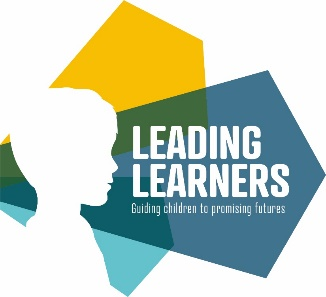 LEADING
LEARNERS
Guiding children to promising futures